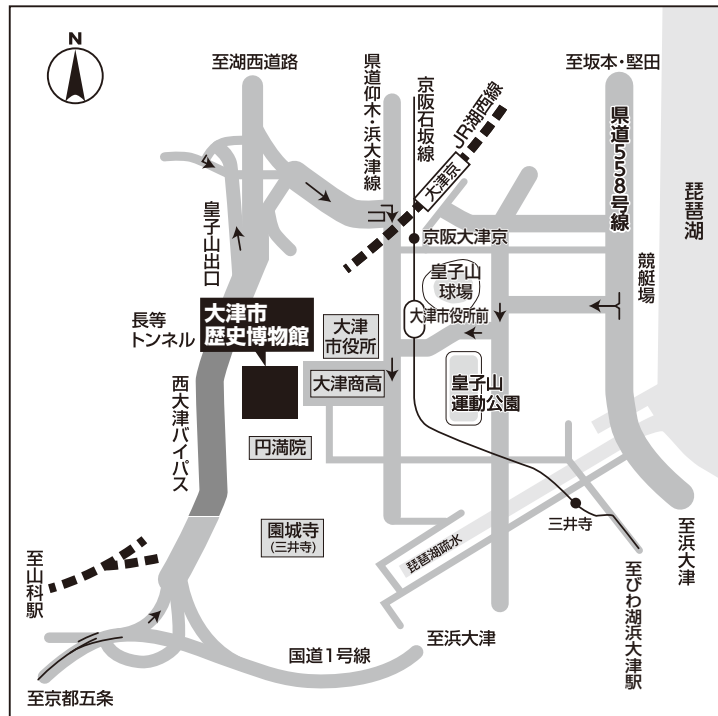 N
至湖西道路
県道仰木・浜大津線
京阪石坂線
JR湖西線
大津京
至坂本・堅田
県道558号線
琵琶湖
皇子山出口
京阪大津京
競艇場
皇子山
球場
大津市役所前
大津市
歴史博物館
長等
トンネル
大津
市役所
大津商高
皇子山
運動公園
西大津バイパス
円満院
園城寺
(三井寺)
三井寺
琵琶湖疏水
至浜大津
至山科駅
至びわ湖浜大津駅
至浜大津
国道1号線
至京都五条